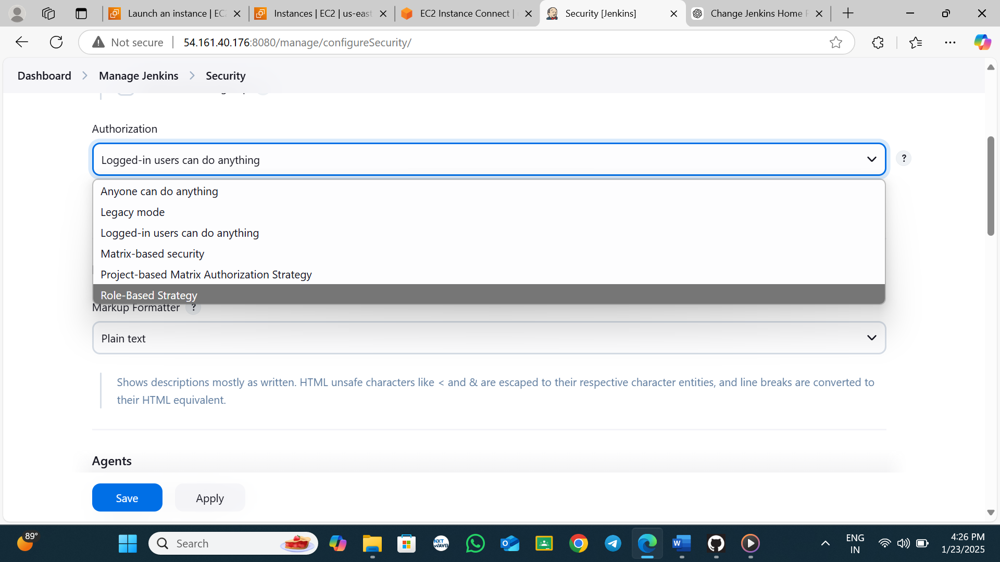 Launch an instance | EC
Instances | EC2 | us-east
EC2 Instance Connect |
Security [Jenkins]
Change Jenkins Home
Not secure
54.161.40.176:8080/manage/configureSecurity/
Dashboard
Manage Jenkins
Security
Authorization
Logged-in users can do anything
?
Anyone can do anything
Legacy mode
Logged-in users can do anything
Matrix-based security
Project-based Matrix Authorization Strategy
Role-Based Strategy
Markup Formatter ?
Plain text
Shows descriptions mostly as written. HTML unsafe characters like < and & are escaped to their respective character entities, and line breaks are converted to
their HTML equivalent.
Agents
Save
Apply
89°
Search
NXT
WAVE
ENG
IN
4:26 PM
1/23/2025